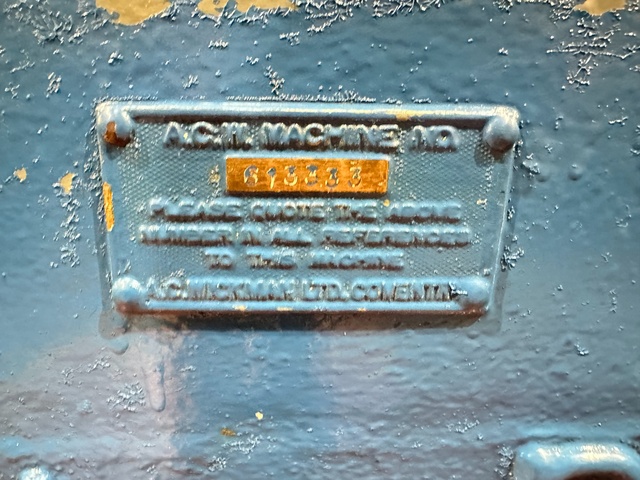 A.C.W. MACHINE NO.
613333
PLEASE QUOTE THE ABOVE
NUMBER IN ALL REFERENCES
TO THIS MACHINE
A.C. WICKMAN LTD. COVENTRY